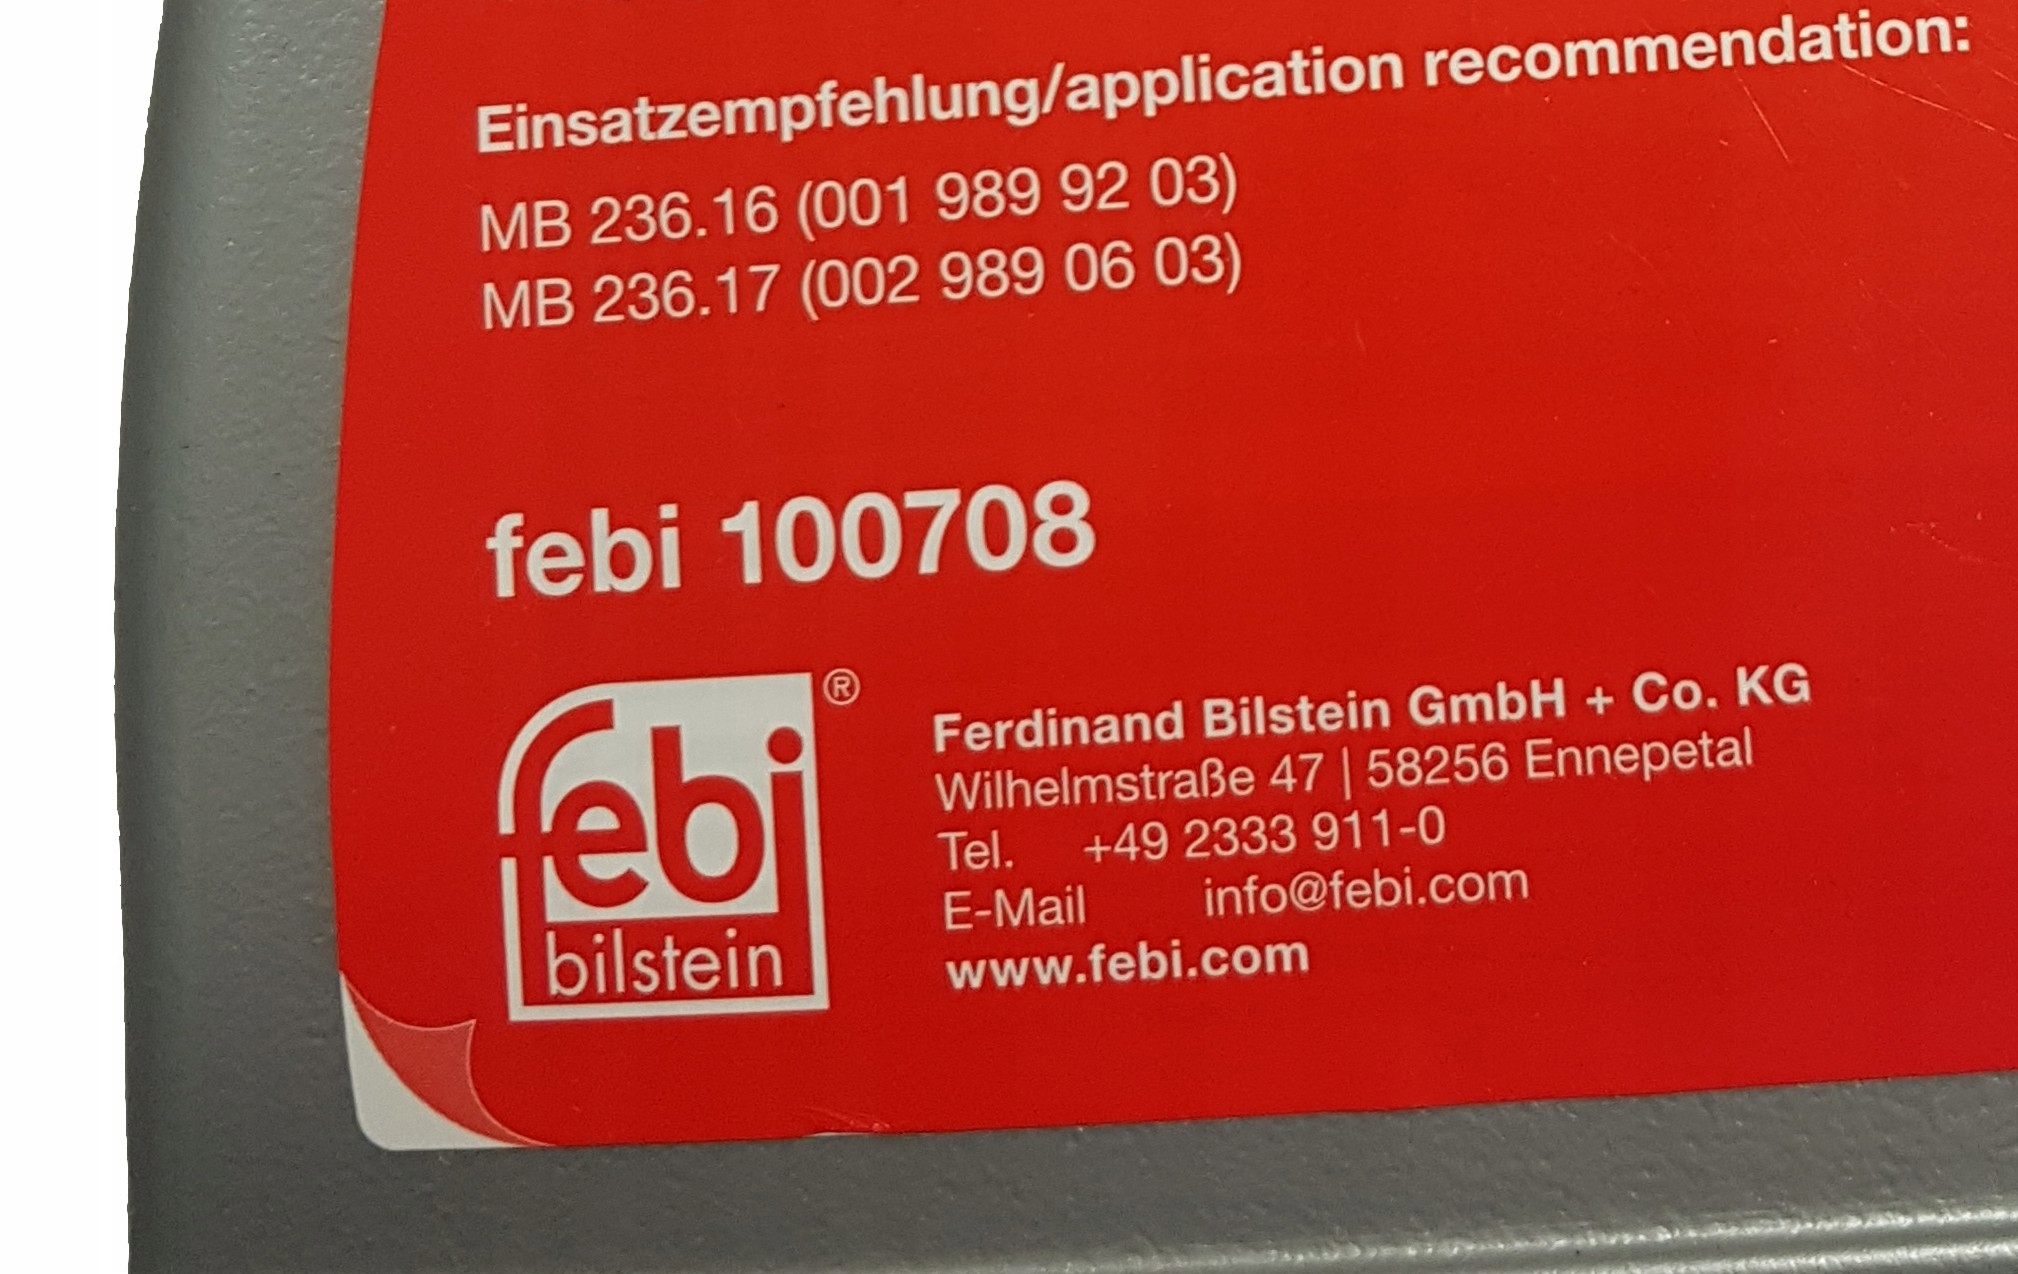 Einsatzempfehlung/application recommendation:
MB 236.16 (001 989 92 03)
MB 236.17 (002 989 06 03)
febi 100708
febi®
bilstein
Ferdinand Bilstein GmbH + Co. KG
Wilhelmstraße 47 | 58256 Ennepetal
Tel. +49 2333 911-0
E-Mail info@febi.com
www.febi.com